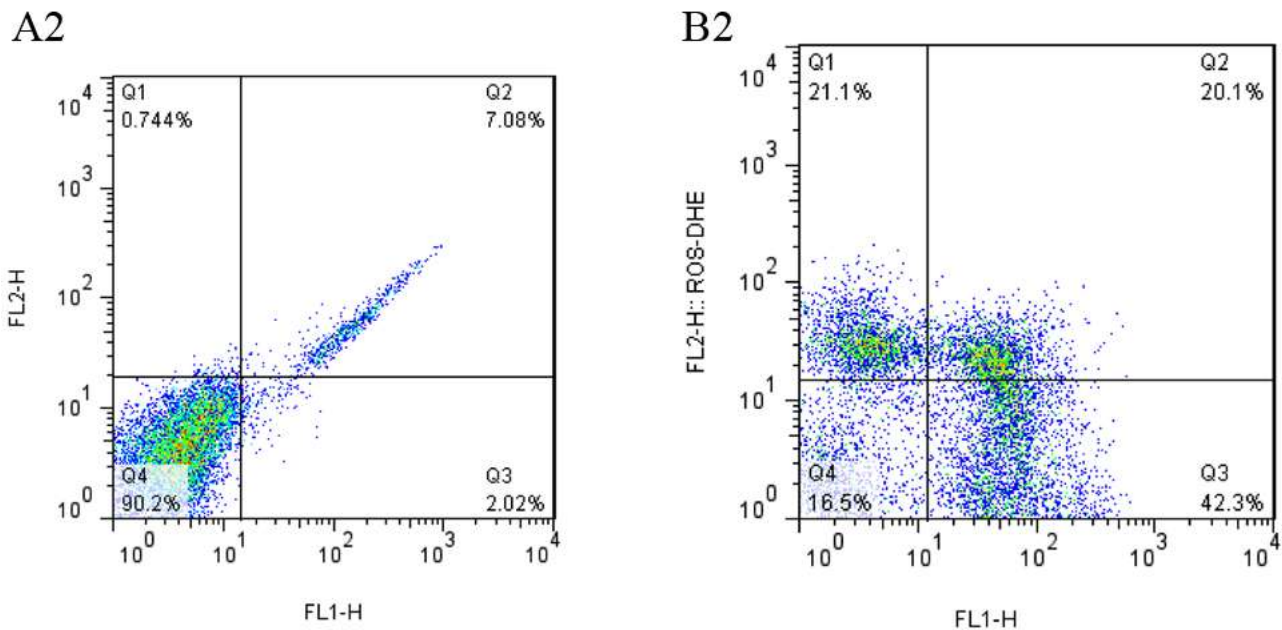 A2
B2
Q1
0.744%
Q2
7.08%
Q4
90.2%
Q3
2.02%
10^4
10^3
10^2
10^1
10^0
FL2-H
10^0 10^1 10^2 10^3 10^4
FL1-H
Q1
21.1%
Q2
20.1%
Q4
16.5%
Q3
42.3%
10^4
10^3
10^2
10^1
10^0
FL2-H:: ROS-DHE
10^0 10^1 10^2 10^3 10^4
FL1-H